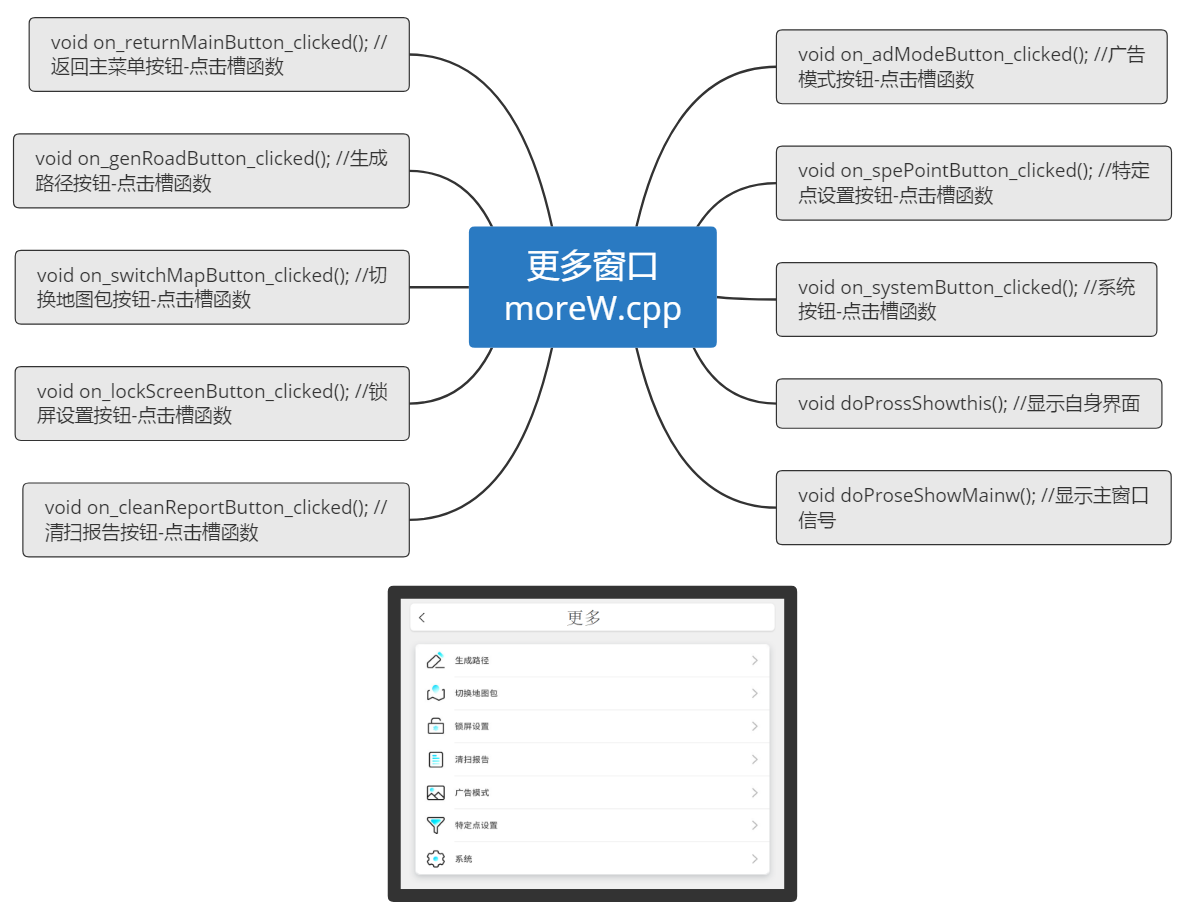 void on_returnMainButton_clicked(); //
返回主菜单按钮-点击槽函数
void on_genRoadButton_clicked(); //生成
路径按钮-点击槽函数
void on_switchMapButton_clicked(); //切
换地图包按钮-点击槽函数
void on_lockScreenButton_clicked(); //锁
屏设置按钮-点击槽函数
void on_cleanReportButton_clicked(); //
清扫报告按钮-点击槽函数
更多窗口
moreW.cpp
void on_adModeButton_clicked(); //广告
模式按钮-点击槽函数
void on_spePointButton_clicked(); //特定
点设置按钮-点击槽函数
void on_systemButton_clicked(); //系统
按钮-点击槽函数
void doProssShowthis(); //显示自身界面
void doProseShowMainw(); //显示主窗口
信号
更多
生成路径
切换地图包
锁屏设置
清扫报告
广告模式
特定点设置
系统